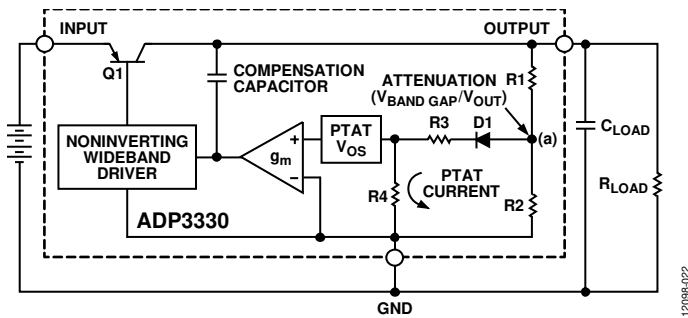 INPUT
OUTPUT
Q1
COMPENSATION
CAPACITOR
ATTENUATION
(VBAND GAP/VOUT)
R1
R3
D1
(a)
PTAT
VOS
NONINVERTING
WIDEBAND
DRIVER
gm
+
−
R4
PTAT
CURRENT
R2
CLOAD
RLOAD
ADP3330
GND
12098-022